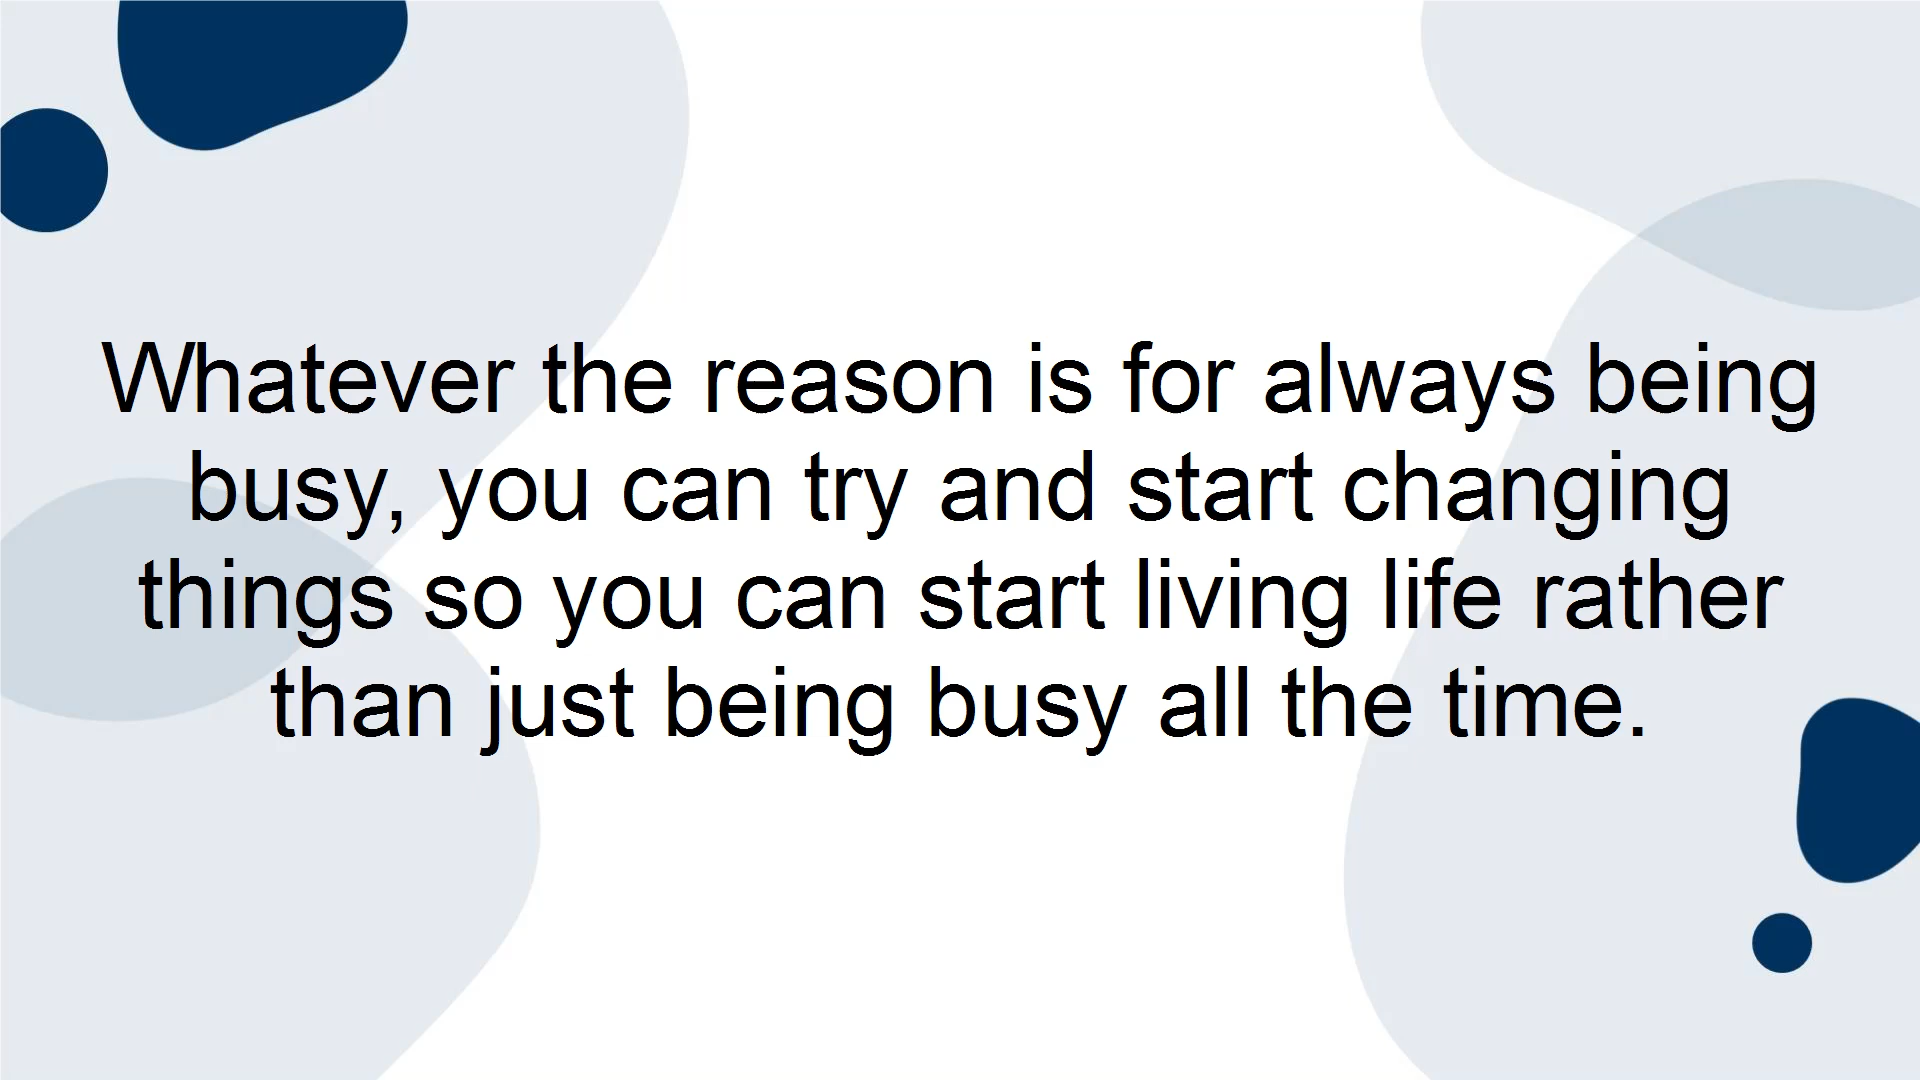 Whatever the reason is for always being
busy, you can try and start changing
things so you can start living life rather
than just being busy all the time.